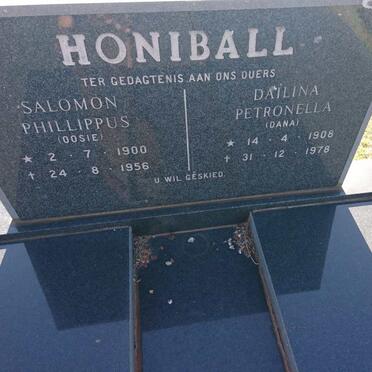 HONIBALL
TER GEDAGTENIS AAN ONS OUERS
SALOMON
PHILLIPPUS
(OOSIE)
★ 2 · 7 · 1900
† 24 · 8 · 1956
DAILINA
PETRONELLA
(DANA)
★ 14 · 4 · 1908
† 31 · 12 · 1978
U WIL GESKIED